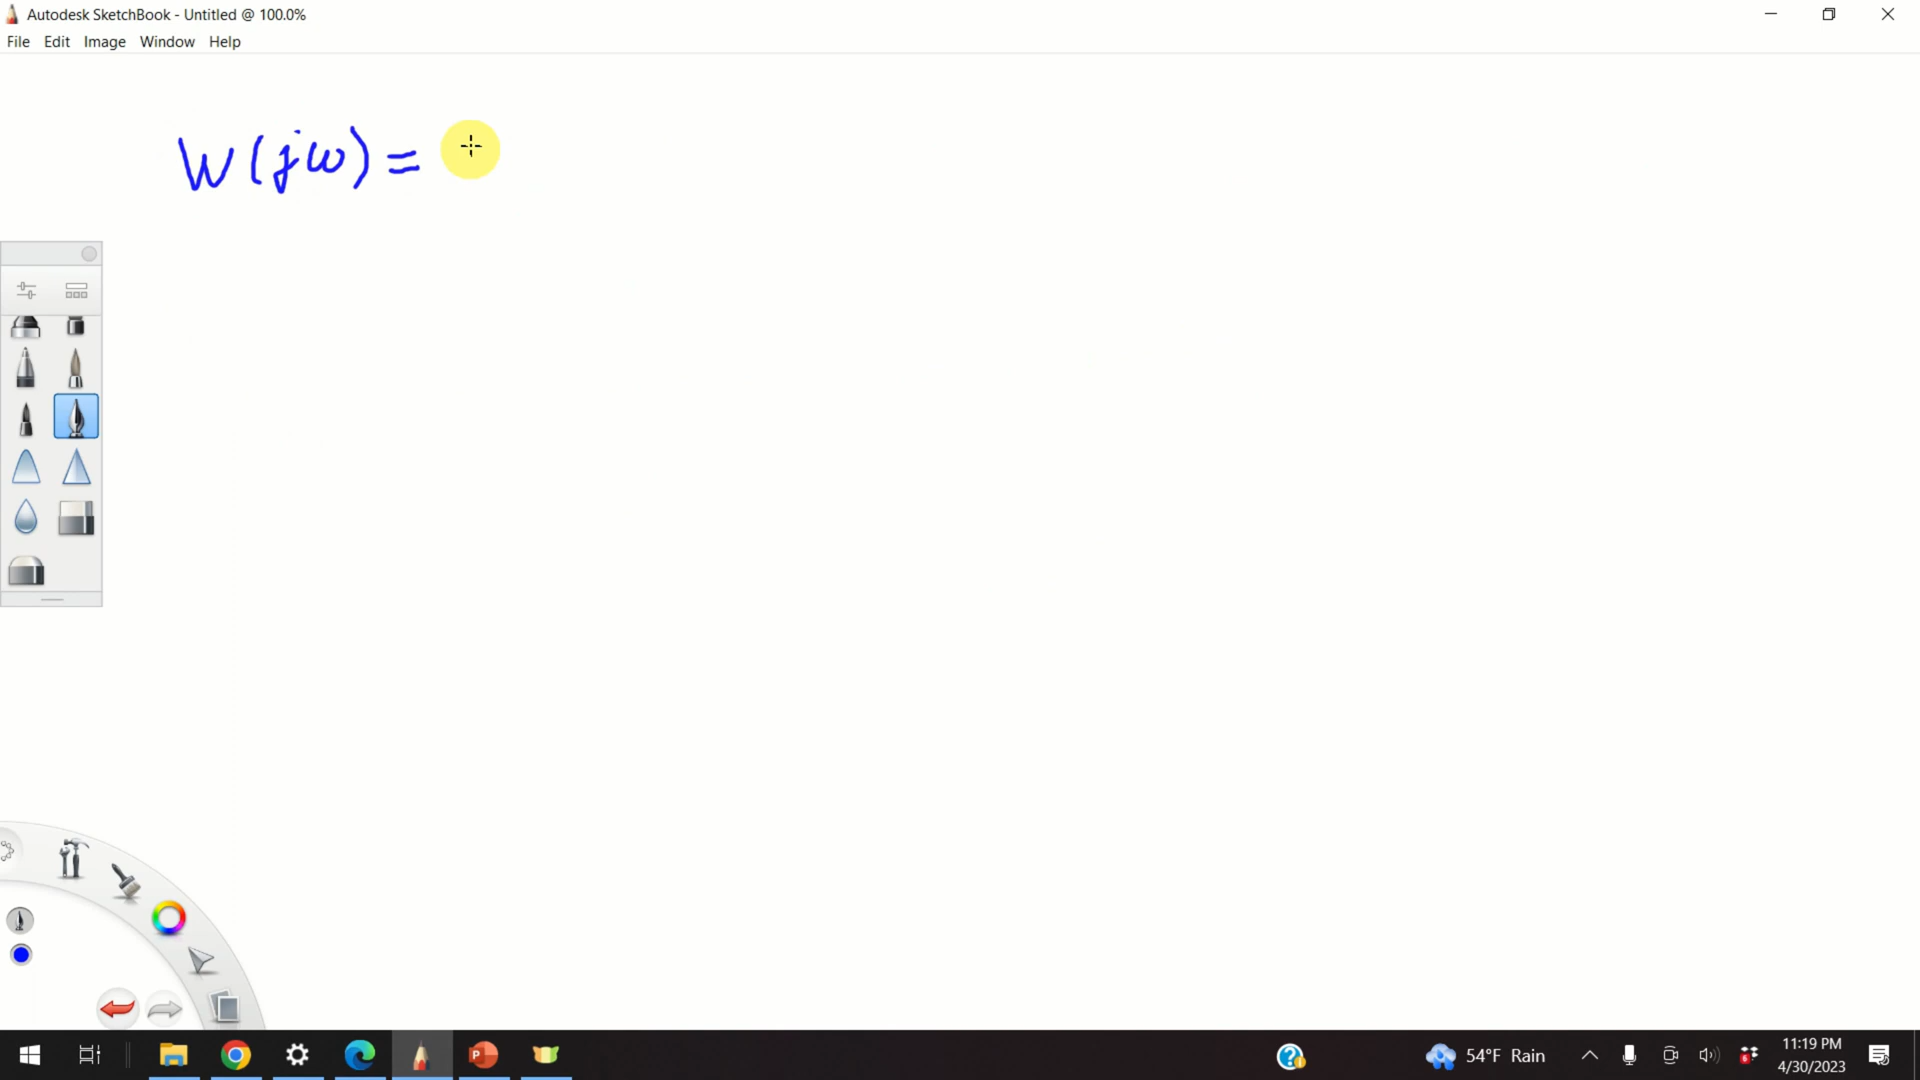 Autodesk SketchBook - Untitled @ 100.0%
File Edit Image Window Help
W(jω)=
54°F Rain
11:19 PM
4/30/2023